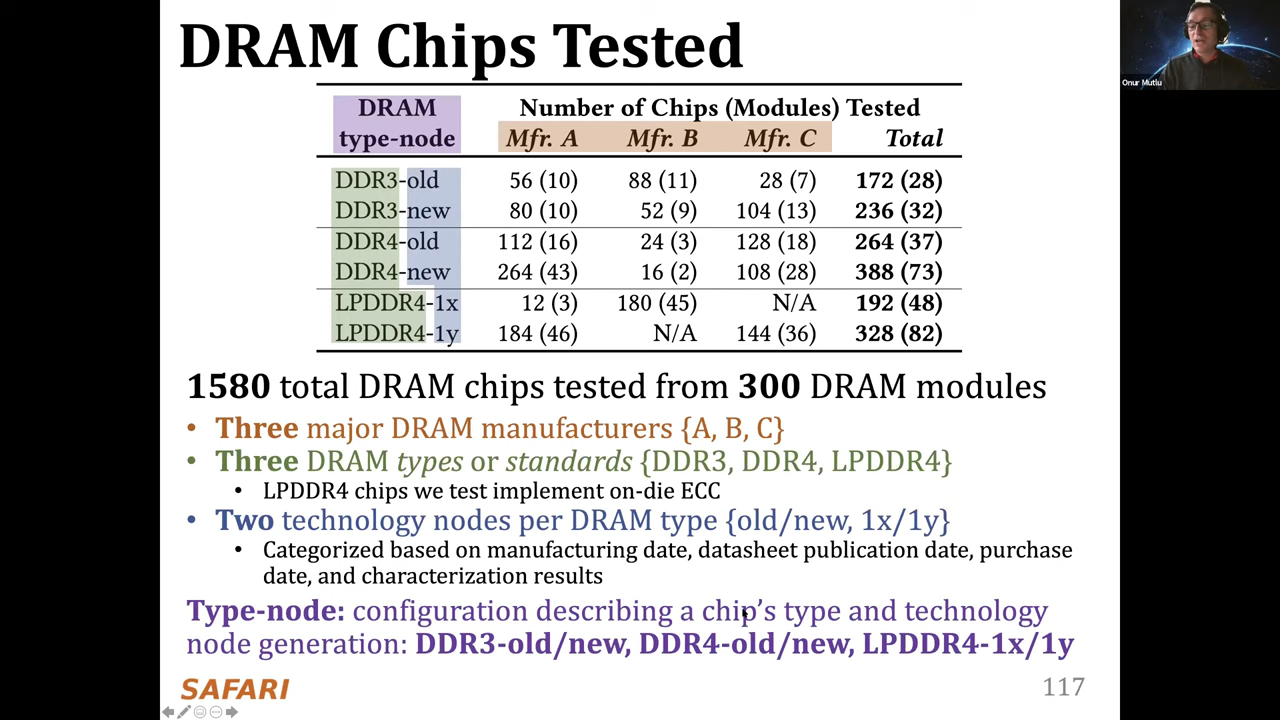 DRAM Chips Tested
Onur Mutlu
DRAM type-node Number of Chips (Modules) Tested
Mfr. A Mfr. B Mfr. C Total
DDR3-old 56 (10) 88 (11) 28 (7) 172 (28)
DDR3-new 80 (10) 52 (9) 104 (13) 236 (32)
DDR4-old 112 (16) 24 (3) 128 (18) 264 (37)
DDR4-new 264 (43) 16 (2) 108 (28) 388 (73)
LPDDR4-1x 12 (3) 180 (45) N/A 192 (48)
LPDDR4-1y 184 (46) N/A 144 (36) 328 (82)
1580 total DRAM chips tested from 300 DRAM modules
• Three major DRAM manufacturers {A, B, C}
• Three DRAM types or standards {DDR3, DDR4, LPDDR4}
• LPDDR4 chips we test implement on-die ECC
• Two technology nodes per DRAM type {old/new, 1x/1y}
• Categorized based on manufacturing date, datasheet publication date, purchase
date, and characterization results
Type-node: configuration describing a chip's type and technology
node generation: DDR3-old/new, DDR4-old/new, LPDDR4-1x/1y
SAFARI
117